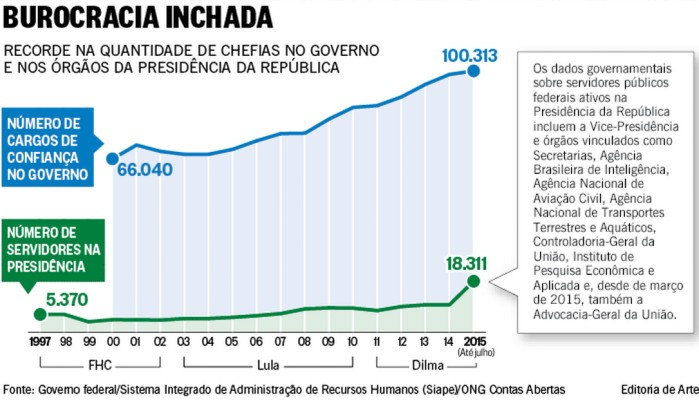 BUROCRACIA INCHADA
RECORDE NA QUANTIDADE DE CHEFIAS NO GOVERNO
E NOS ÓRGÃOS DA PRESIDÊNCIA DA REPÚBLICA
NÚMERO DE
CARGOS DE
CONFIANÇA
NO GOVERNO
66.040
100.313
NÚMERO DE
SERVIDORES NA
PRESIDÊNCIA
5.370
18.311
Os dados governamentais
sobre servidores públicos
federais ativos na
Presidência da República
incluem a Vice-Presidência
e órgãos vinculados como
Secretarias, Agência
Brasileira de Inteligência,
Agência Nacional de
Aviação Civil, Agência
Nacional de Transportes
Terrestres e Aquáticos,
Controladoria-Geral da
União, Instituto de
Pesquisa Econômica e
Aplicada e, desde de março
de 2015, também a
Advocacia-Geral da União.
1997 98 99 00 01 02 03 04 05 06 07 08 09 10 11 12 13 14 2015
(Até julho)
FHC Lula Dilma
Fonte: Governo federal/Sistema Integrado de Administração de Recursos Humanos (Siape)/ONG Contas Abertas
Editoria de Arte